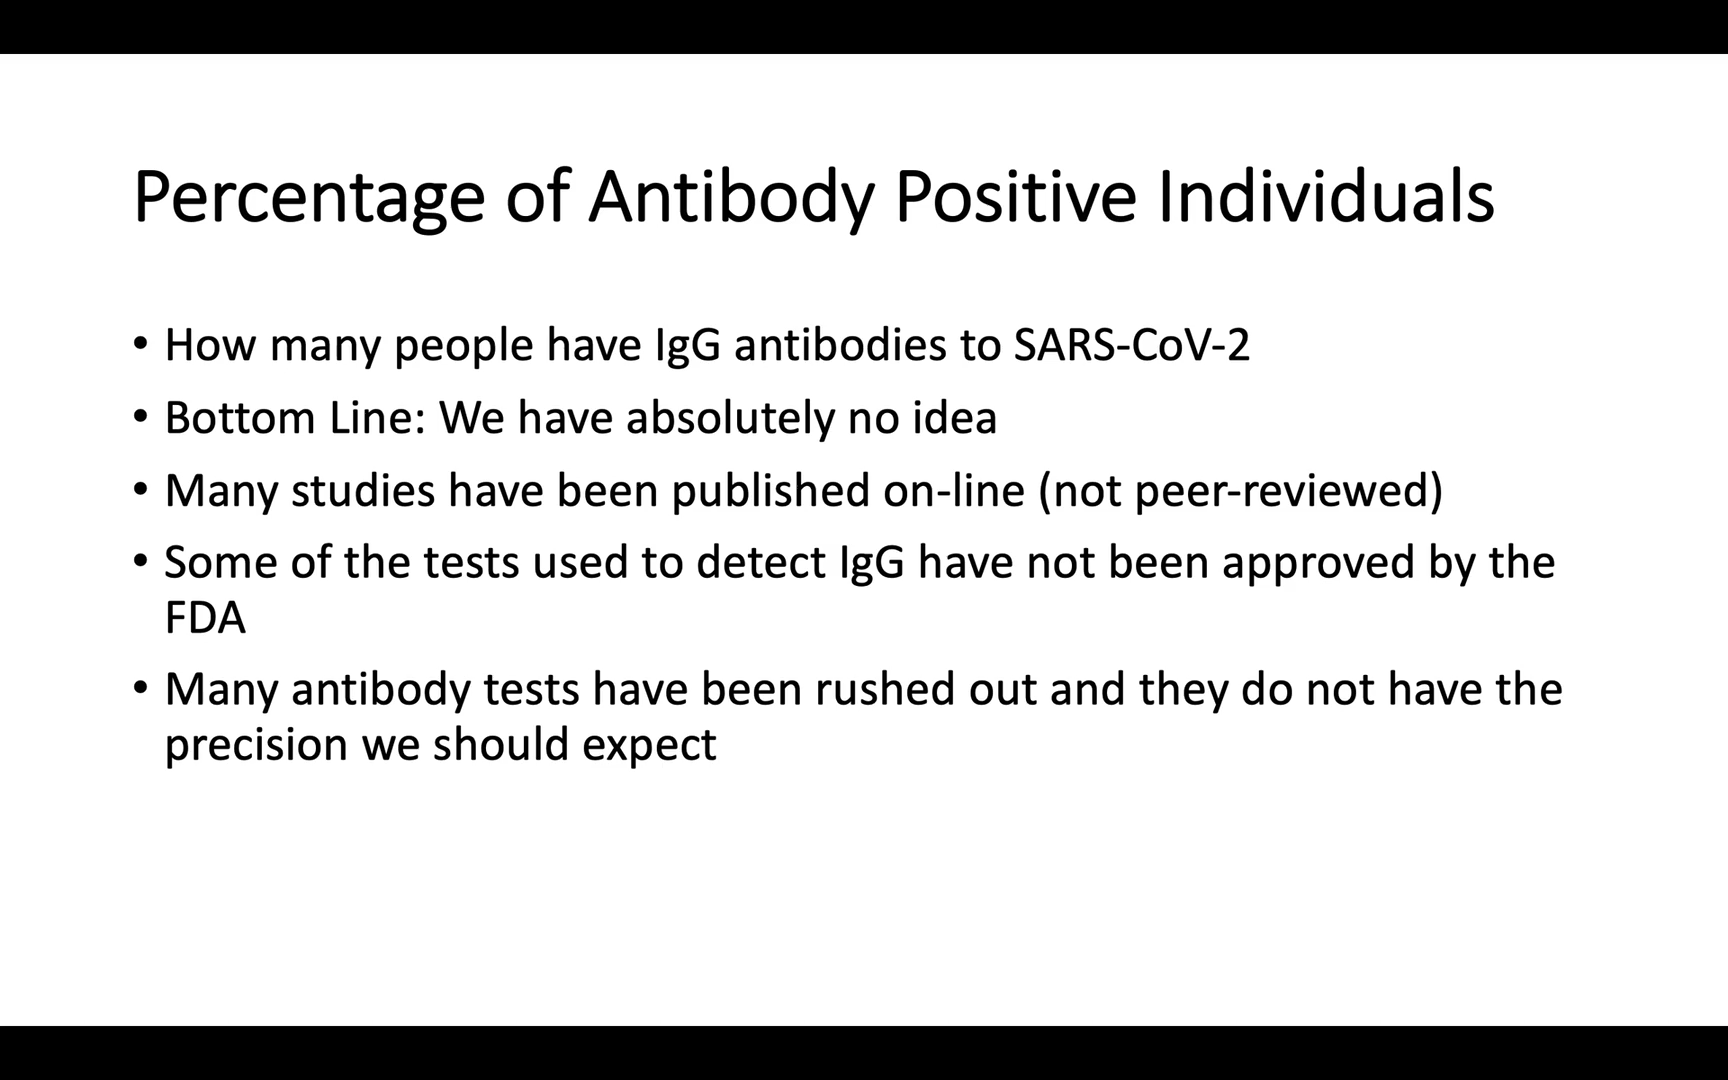 Percentage of Antibody Positive Individuals
• How many people have IgG antibodies to SARS-CoV-2
• Bottom Line: We have absolutely no idea
• Many studies have been published on-line (not peer-reviewed)
• Some of the tests used to detect IgG have not been approved by the
FDA
• Many antibody tests have been rushed out and they do not have the
precision we should expect